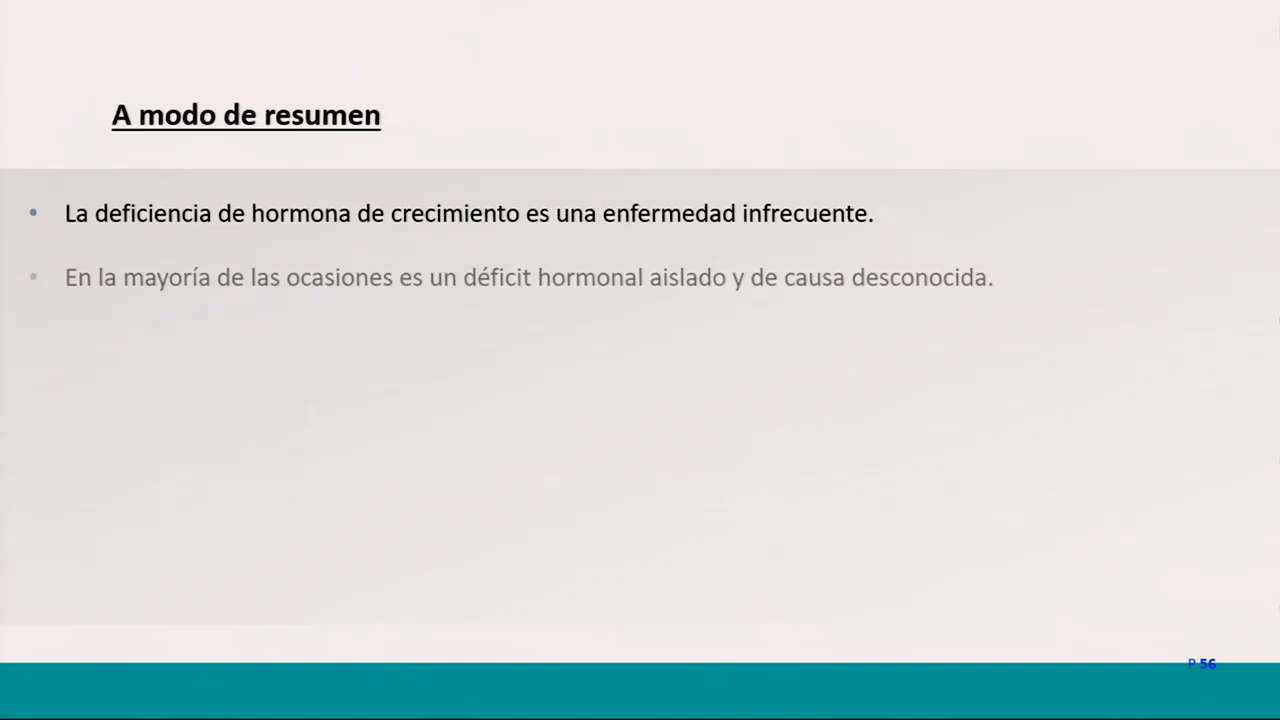 A modo de resumen
• La deficiencia de hormona de crecimiento es una enfermedad infrecuente.
• En la mayoría de las ocasiones es un déficit hormonal aislado y de causa desconocida.
P 56